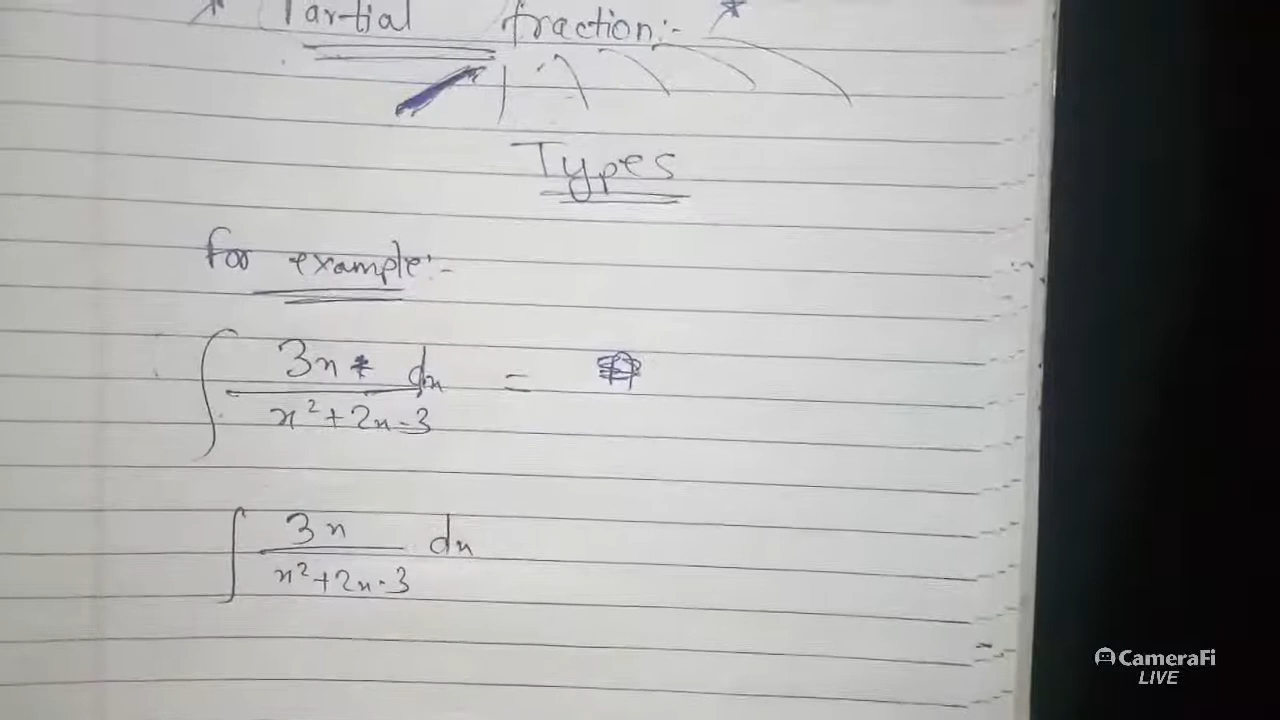 * Partial fraction:- *
Types
for example:-
∫ 3x dx / x²+2x-3 =
∫ 3x / x²+2x-3 dx
CameraFi
LIVE